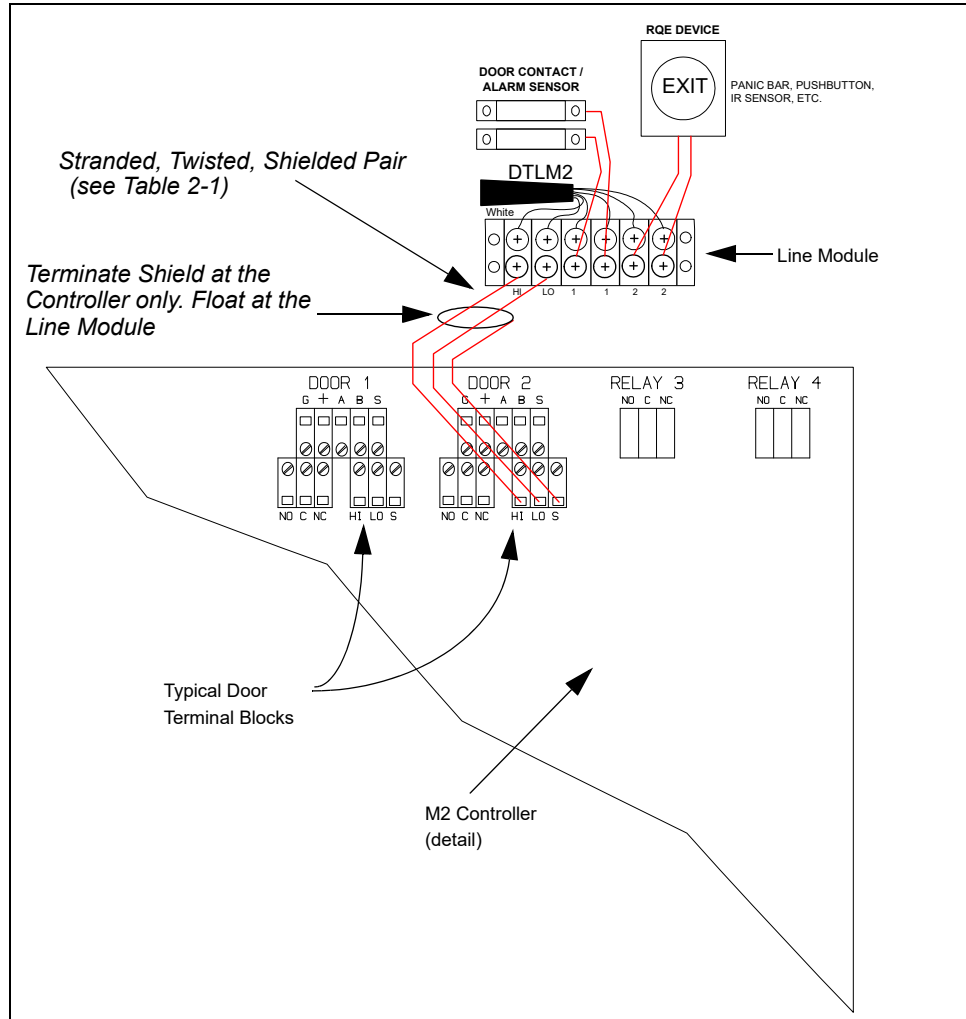 RQE DEVICE
EXIT
PANIC BAR, PUSHBUTTON,
IR SENSOR, ETC.
DOOR CONTACT /
ALARM SENSOR
Stranded, Twisted, Shielded Pair
(see Table 2-1)
DTLM2
White
Line Module
HI LO 1 1 2 2
Terminate Shield at the
Controller only. Float at the
Line Module
DOOR 1
G + A B S
NO C NC HI LO S
DOOR 2
G + A B S
NO C NC HI LO S
RELAY 3
NO C NC
RELAY 4
NO C NC
Typical Door
Terminal Blocks
M2 Controller
(detail)